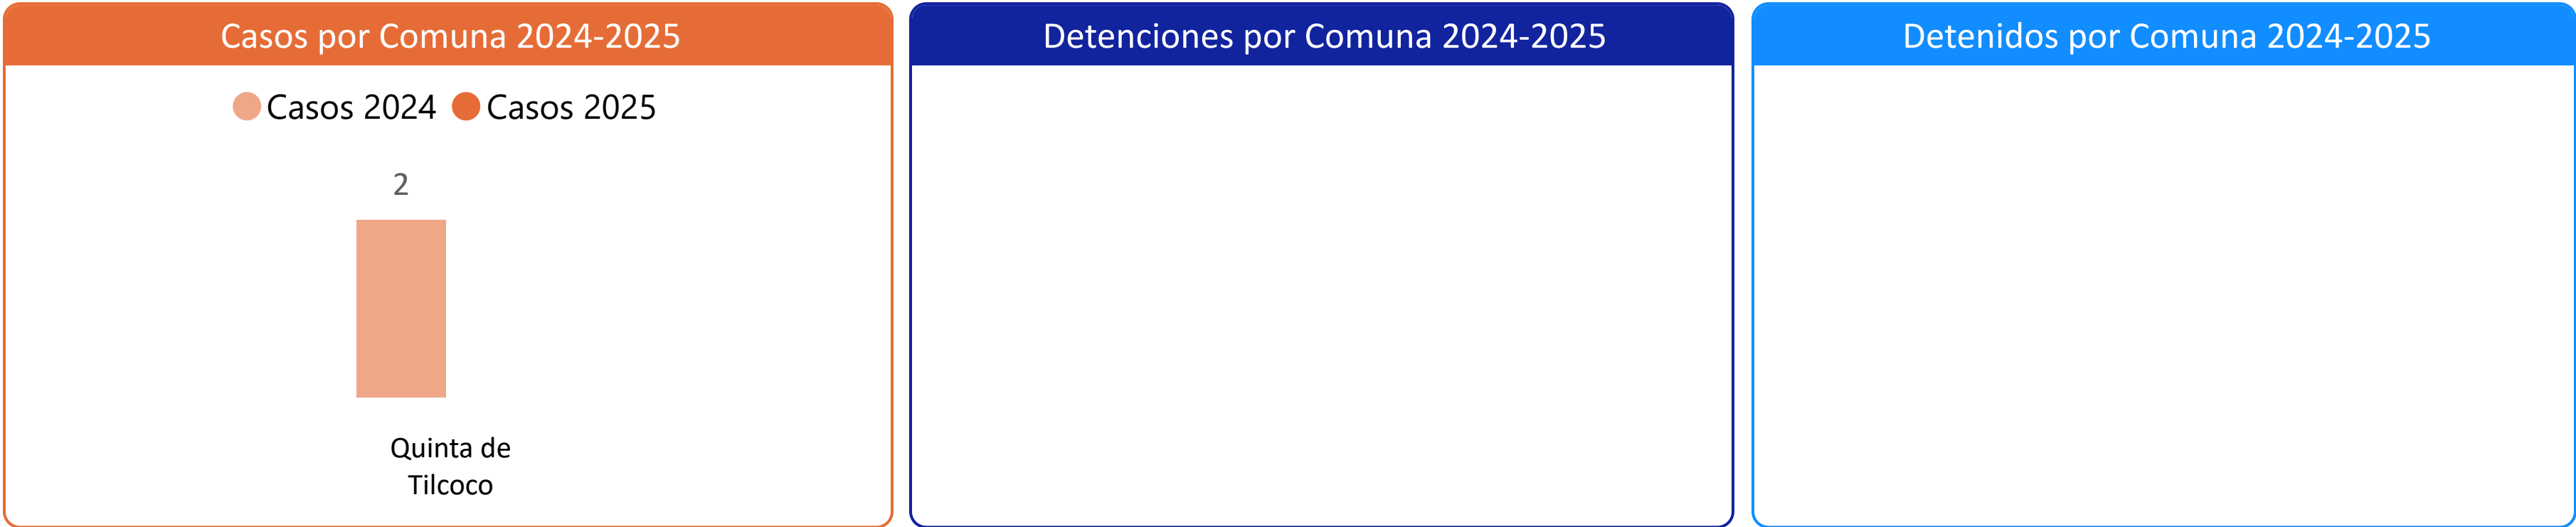 Casos por Comuna 2024-2025
Casos 2024 Casos 2025
2
Quinta de
Tilcoco
Detenciones por Comuna 2024-2025
Detenidos por Comuna 2024-2025